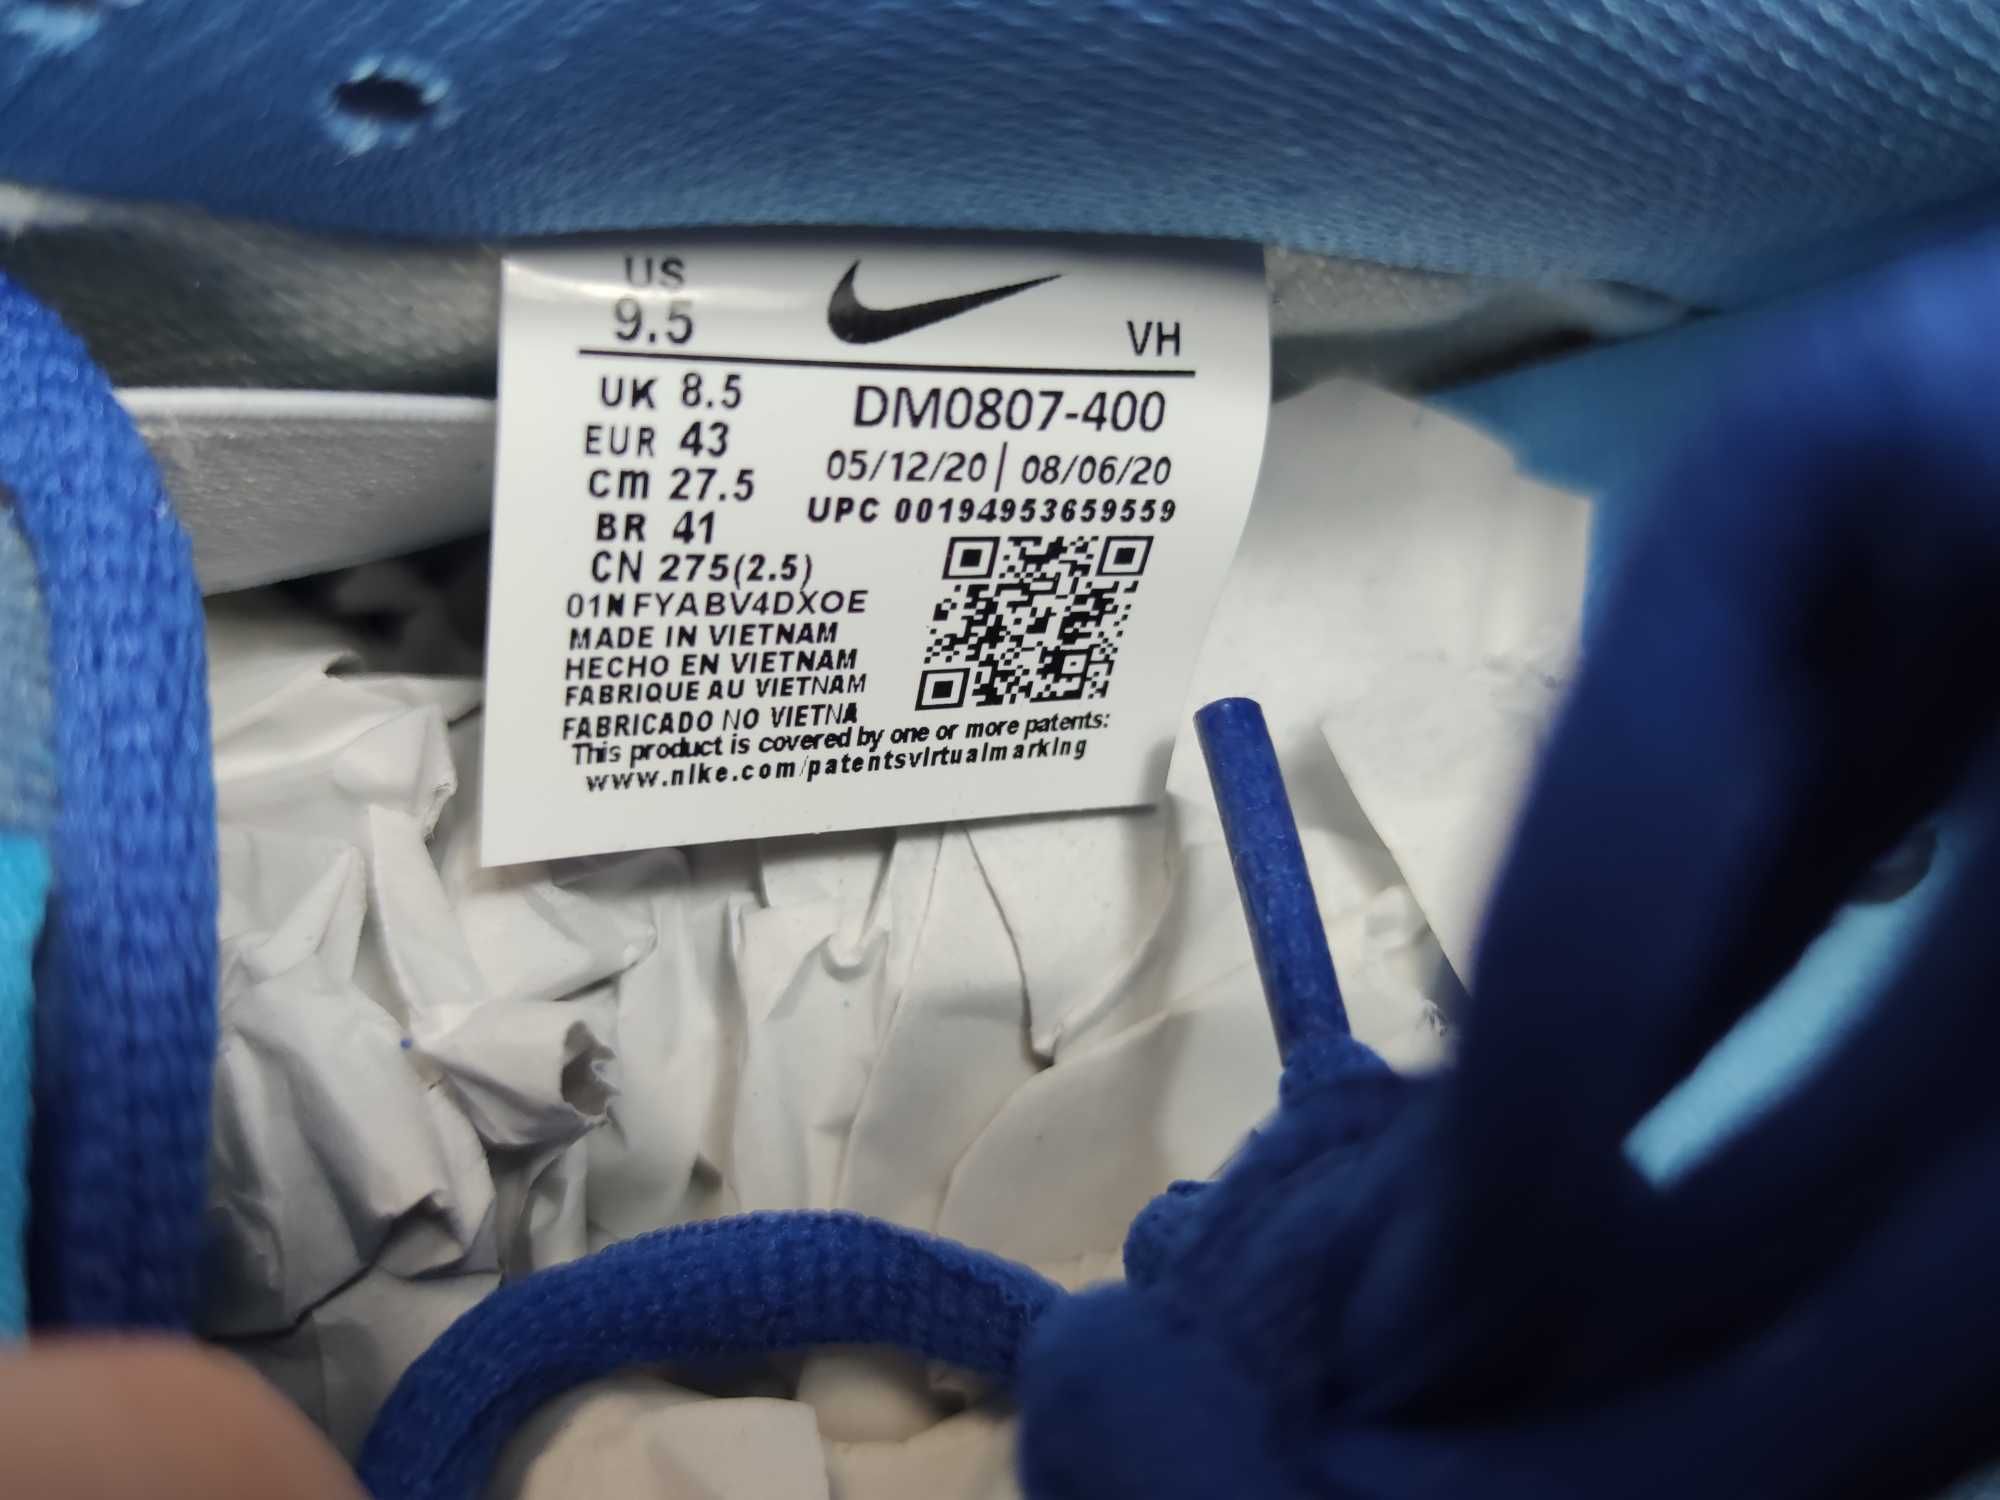 US
9.5
VH
UK 8.5
EUR 43
cm 27.5
BR 41
CN 275(2.5)
DM0807-400
05/12/20 | 08/06/20
UPC 00194953659559
01NFYABV4DXOE
MADE IN VIETNAM
HECHO EN VIETNAM
FABRIQUE AU VIETNAM
FABRICADO NO VIETNA
This product is covered by one or more patents:
www.nike.com/patentsvirtualmarking